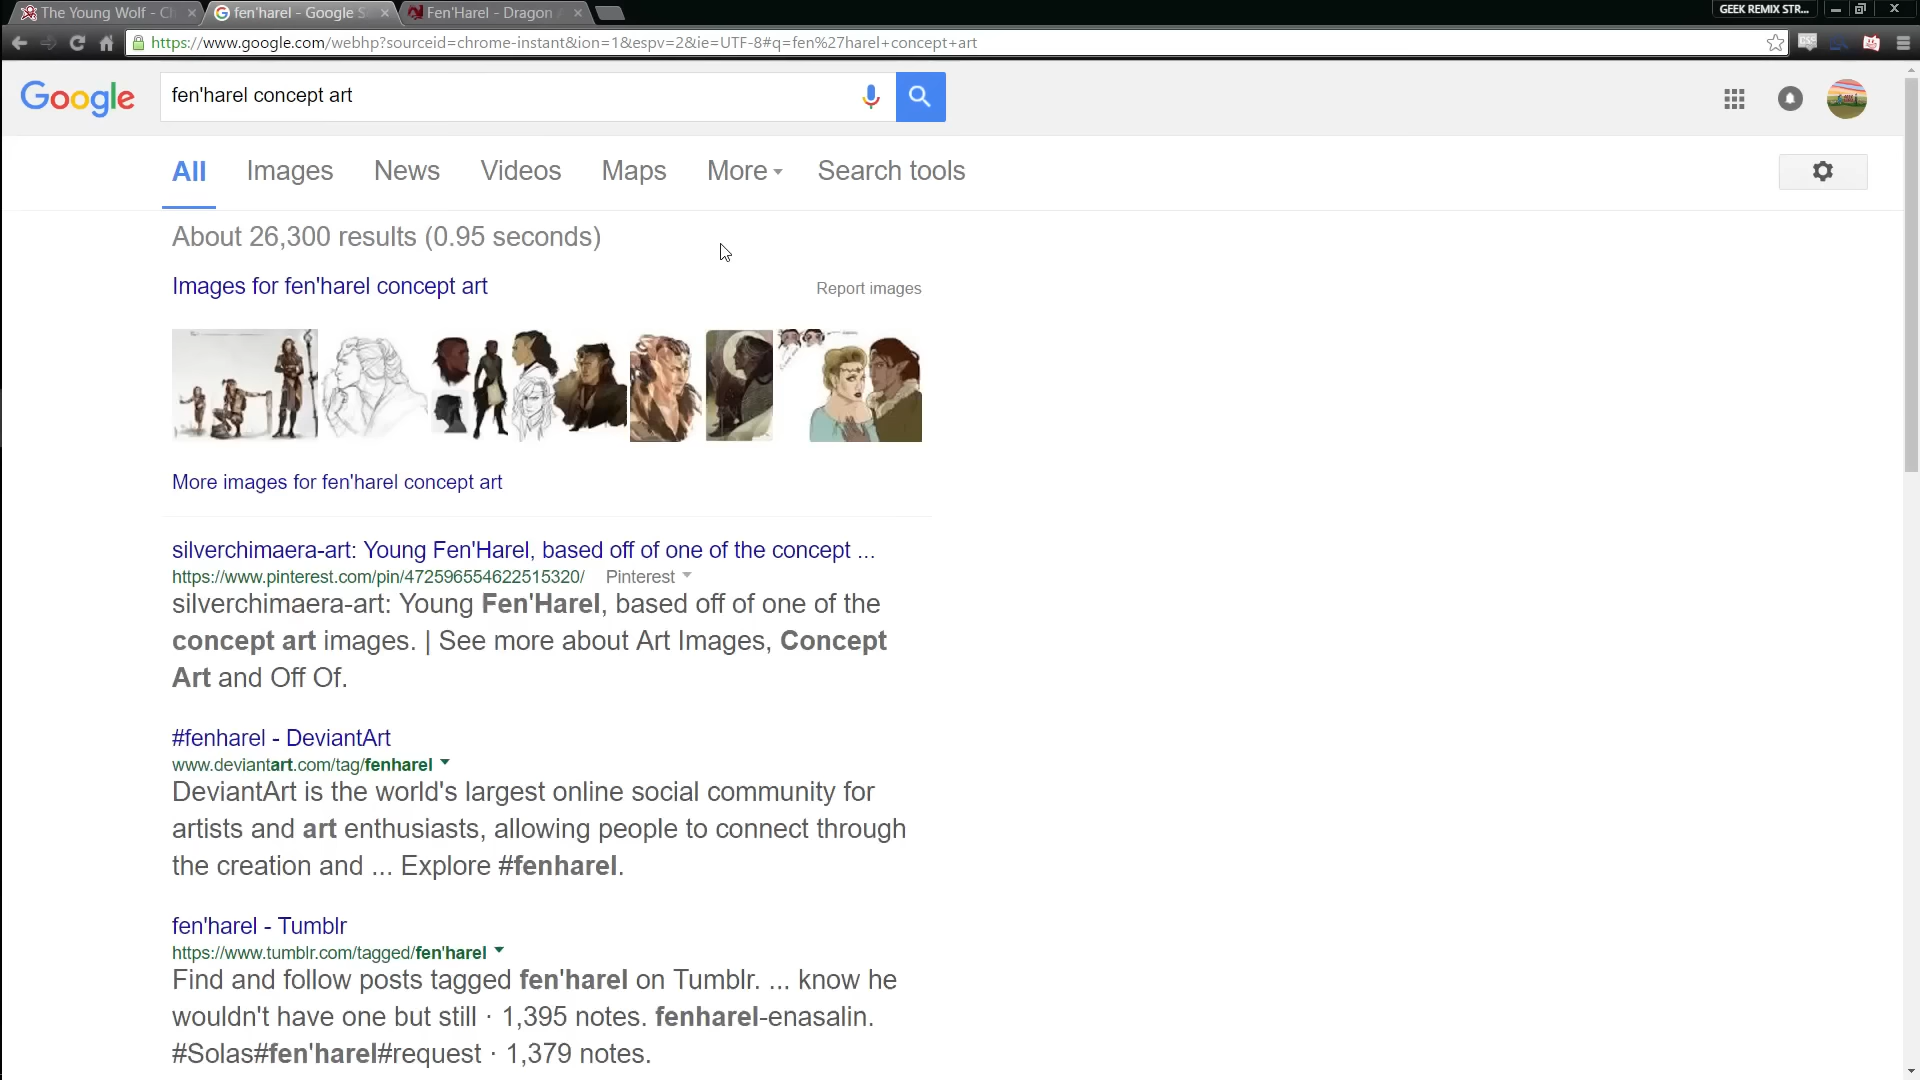 The Young Wolf - Ch
fen'harel - Google S
Fen'Harel - Dragon A
GEEK REMIX STR...
https://www.google.com/webhp?sourceid=chrome-instant&ion=1&espv=2&ie=UTF-8#q=fen%27harel+concept+art
Google
fen'harel concept art
All Images News Videos Maps More Search tools
About 26,300 results (0.95 seconds)
Images for fen'harel concept art
Report images
More images for fen'harel concept art
silverchimaera-art: Young Fen'Harel, based off of one of the concept ...
https://www.pinterest.com/pin/472596554622515320/ Pinterest
silverchimaera-art: Young Fen'Harel, based off of one of the
concept art images. | See more about Art Images, Concept
Art and Off Of.
#fenharel - DeviantArt
www.deviantart.com/tag/fenharel
DeviantArt is the world's largest online social community for
artists and art enthusiasts, allowing people to connect through
the creation and ... Explore #fenharel.
fen'harel - Tumblr
https://www.tumblr.com/tagged/fen'harel
Find and follow posts tagged fen'harel on Tumblr. ... know he
wouldn't have one but still · 1,395 notes. fenharel-enasalin.
#Solas#fen'harel#request · 1,379 notes.